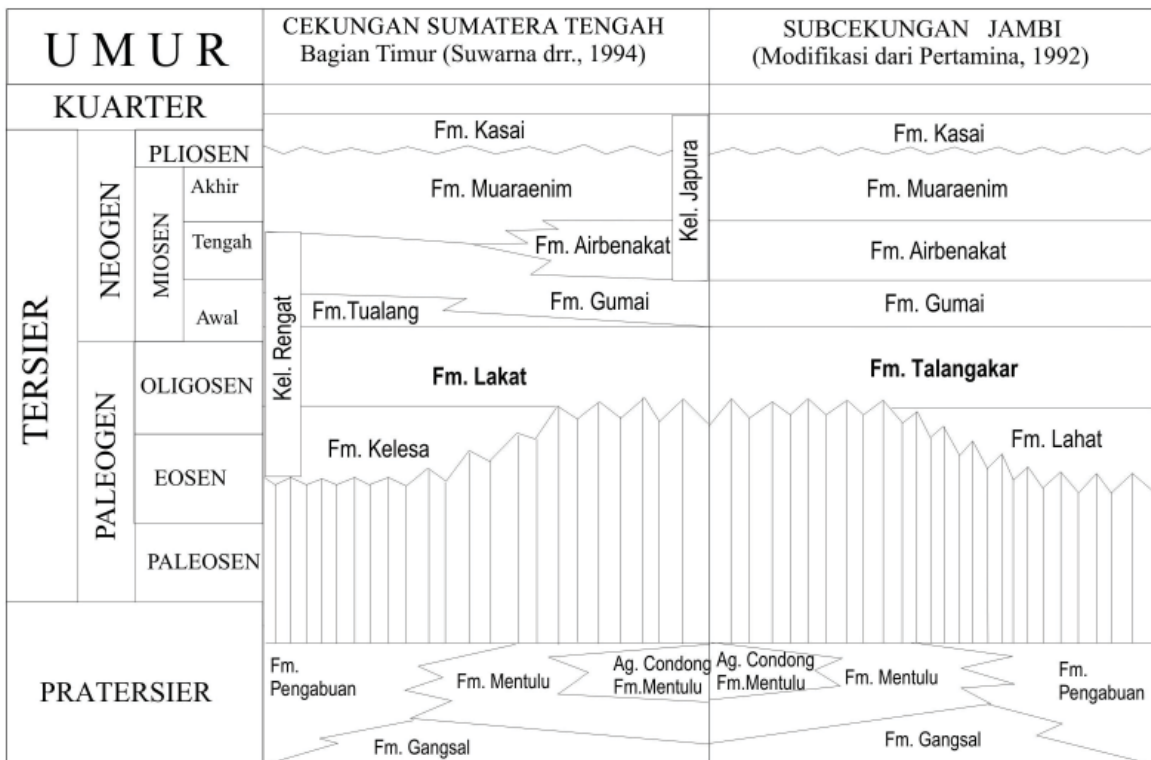 U M U R
CEKUNGAN SUMATERA TENGAH
Bagian Timur (Suwarna drr., 1994)
SUBCEKUNGAN JAMBI
(Modifikasi dari Pertamina, 1992)
KUARTER
TERSIER
NEOGEN
PALEOGEN
PLIOSEN
MIOSEN
Akhir
Tengah
Awal
OLIGOSEN
EOSEN
PALEOSEN
PRATERSIER
Kel. Rengat
Kel. Japura
Fm. Kasai
Fm. Muaraenim
Fm. Airbenakat
Fm. Gumai
Fm.Tualang
Fm. Lakat
Fm. Kelesa
Fm.
Pengabuan
Fm. Mentulu
Ag. Condong
Fm.Mentulu
Fm. Gangsal
Fm. Kasai
Fm. Muaraenim
Fm. Airbenakat
Fm. Gumai
Fm. Talangakar
Fm. Lahat
Ag. Condong
Fm.Mentulu
Fm. Mentulu
Fm.
Pengabuan
Fm. Gangsal